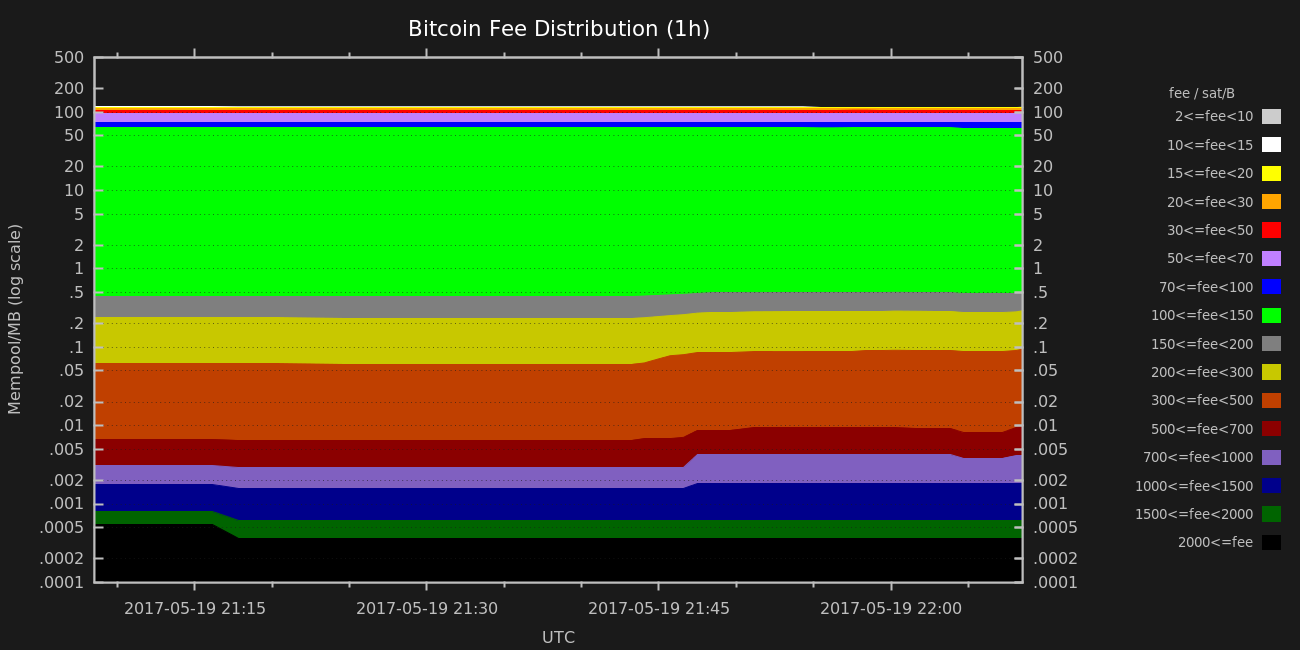 Bitcoin Fee Distribution (1h)
Mempool/MB (log scale)
500
200
100
50
20
10
5
2
1
.5
.2
.1
.05
.02
.01
.005
.002
.001
.0005
.0002
.0001
500
200
100
50
20
10
5
2
1
.5
.2
.1
.05
.02
.01
.005
.002
.001
.0005
.0002
.0001
2017-05-19 21:15
2017-05-19 21:30
2017-05-19 21:45
2017-05-19 22:00
UTC
fee / sat/B
2<=fee<10
10<=fee<15
15<=fee<20
20<=fee<30
30<=fee<50
50<=fee<70
70<=fee<100
100<=fee<150
150<=fee<200
200<=fee<300
300<=fee<500
500<=fee<700
700<=fee<1000
1000<=fee<1500
1500<=fee<2000
2000<=fee